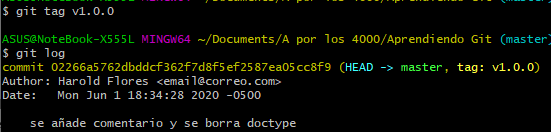 $ git tag v1.0.0
ASUS@NoteBook-X555L MINGW64 ~/Documents/A por los 4000/Aprendiendo Git (master)
$ git log
commit 02266a5762dbddcf362f7d8f5ef2587ea05cc8f9 (HEAD -> master, tag: v1.0.0)
Author: Harold Flores <email@correo.com>
Date:   Mon Jun 1 18:34:28 2020 -0500
se añade comentario y se borra doctype